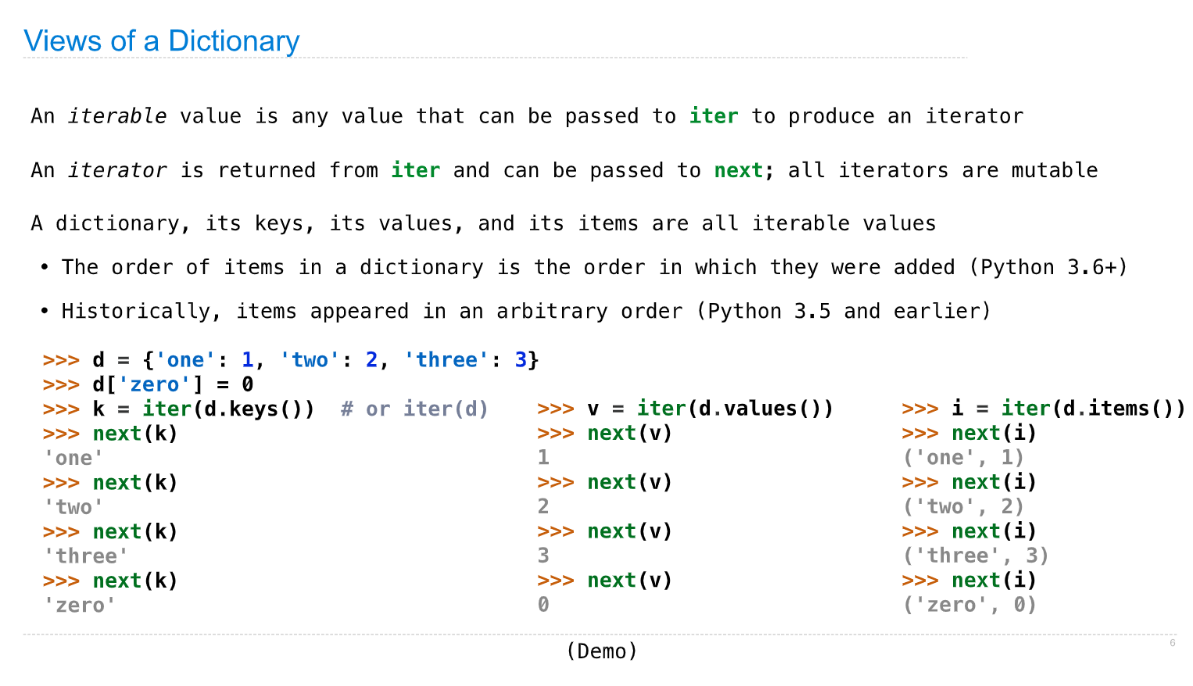 Views of a Dictionary
An iterable value is any value that can be passed to iter to produce an iterator
An iterator is returned from iter and can be passed to next; all iterators are mutable
A dictionary, its keys, its values, and its items are all iterable values
• The order of items in a dictionary is the order in which they were added (Python 3.6+)
• Historically, items appeared in an arbitrary order (Python 3.5 and earlier)
>>> d = {'one': 1, 'two': 2, 'three': 3}
>>> d['zero'] = 0
>>> k = iter(d.keys())  # or iter(d)
>>> next(k)
'one'
>>> next(k)
'two'
>>> next(k)
'three'
>>> next(k)
'zero'
>>> v = iter(d.values())
>>> next(v)
1
>>> next(v)
2
>>> next(v)
3
>>> next(v)
0
>>> i = iter(d.items())
>>> next(i)
('one', 1)
>>> next(i)
('two', 2)
>>> next(i)
('three', 3)
>>> next(i)
('zero', 0)
(Demo)
6